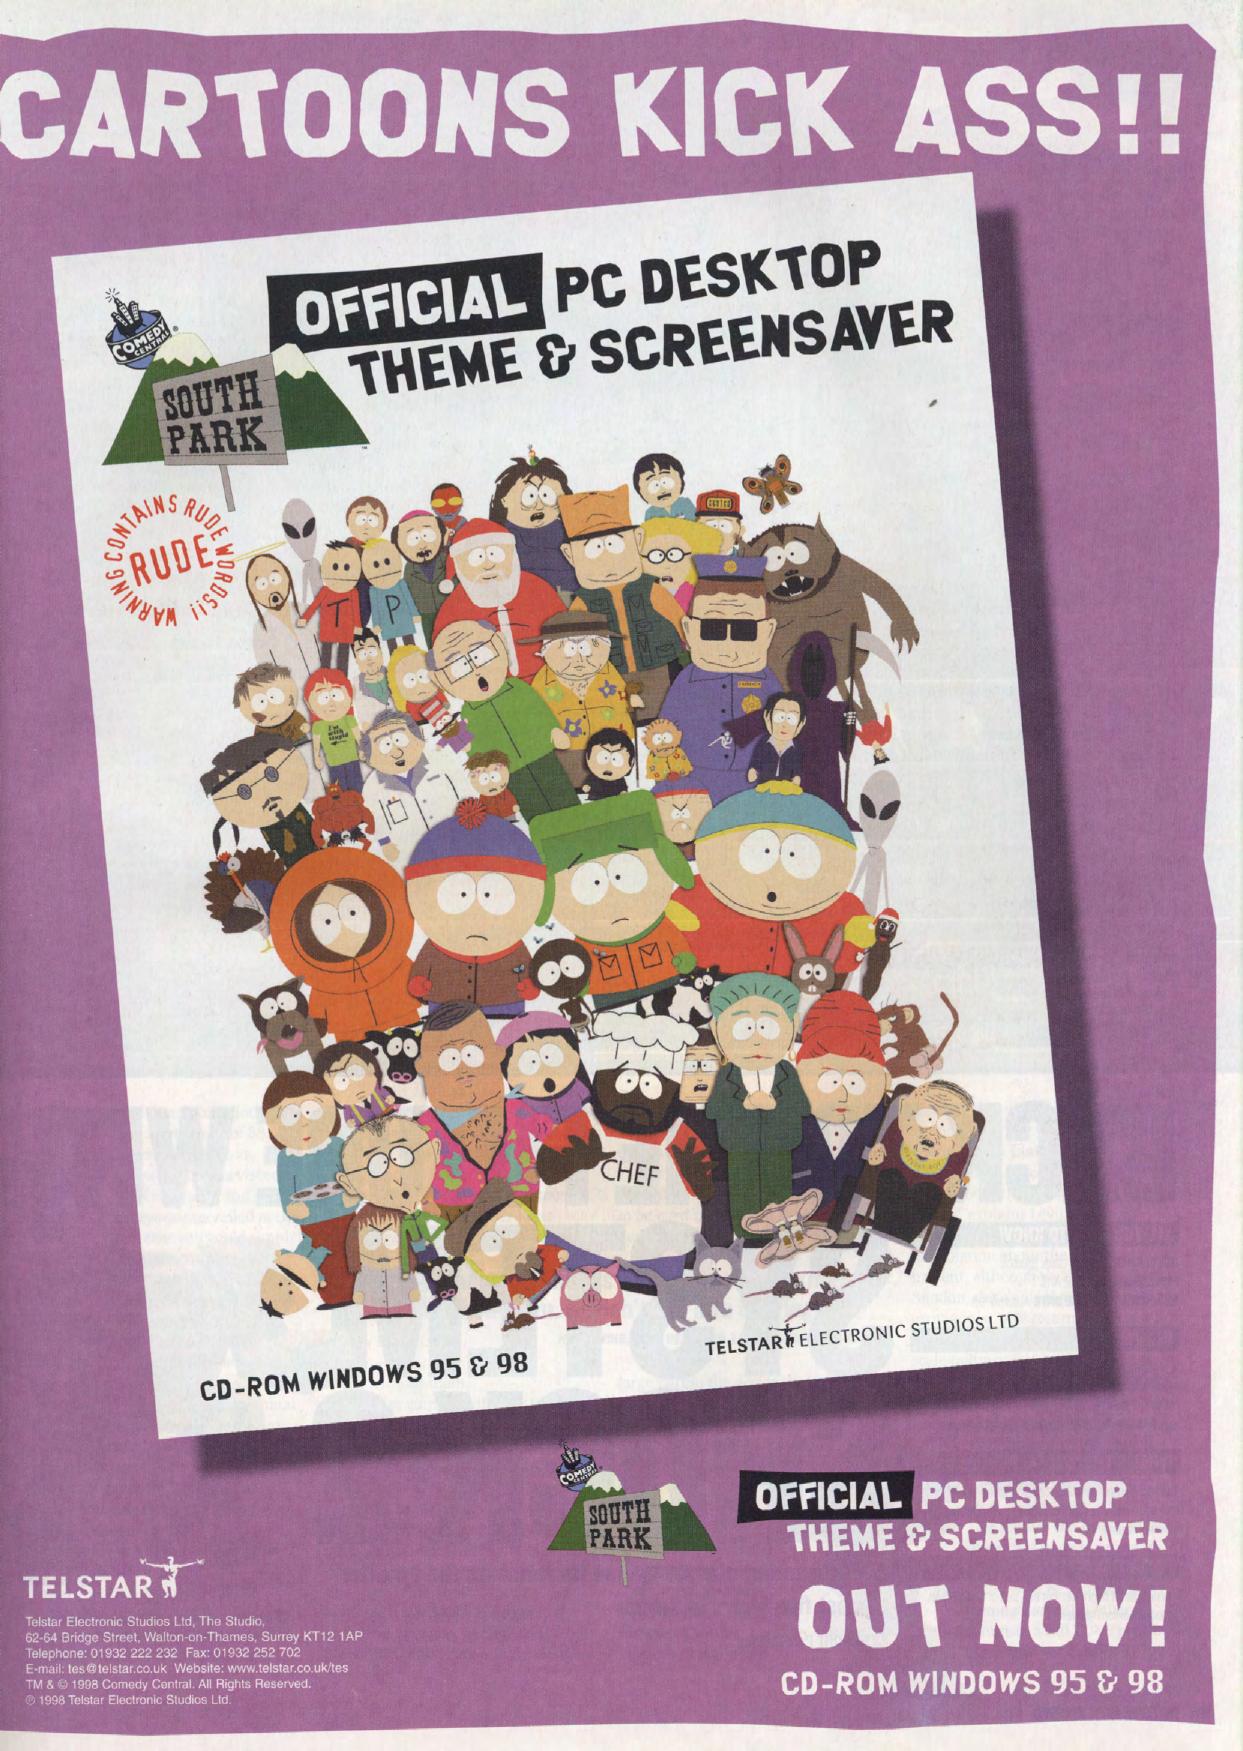 CARTOONS KICK ASS!!
OFFICIAL PC DESKTOP
THEME & SCREENSAVER
COMEDY
CENTRAL®
SOUTH
PARK
WARNING CONTAINS RUDE WORDS!!
RUDE
T P
I'm
with
stupid
CHEF
TELSTAR ELECTRONIC STUDIOS LTD
CD-ROM WINDOWS 95 & 98
COMEDY
CENTRAL®
SOUTH
PARK
OFFICIAL PC DESKTOP
THEME & SCREENSAVER
OUT NOW!
CD-ROM WINDOWS 95 & 98
TELSTAR
Telstar Electronic Studios Ltd, The Studio,
62-64 Bridge Street, Walton-on-Thames, Surrey KT12 1AP
Telephone: 01932 222 232 Fax: 01932 252 702
E-mail: tes@telstar.co.uk Website: www.telstar.co.uk/tes
TM & © 1998 Comedy Central. All Rights Reserved.
℗ 1998 Telstar Electronic Studios Ltd.